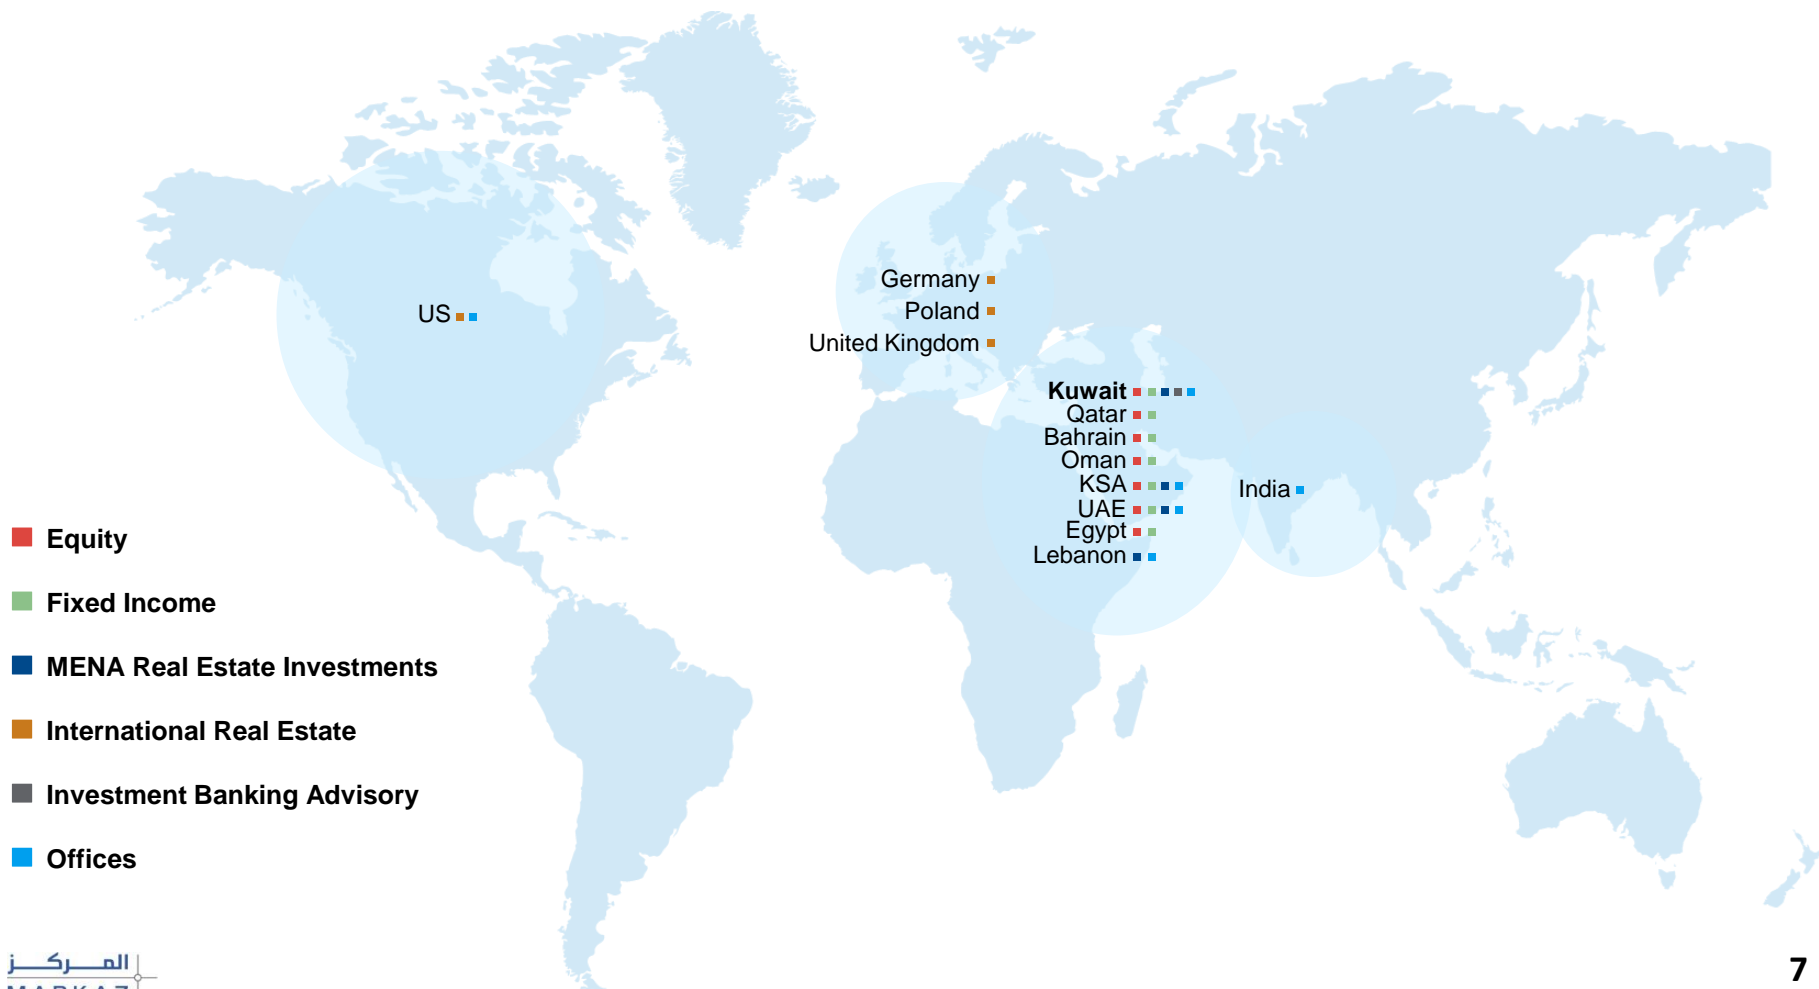 US
Germany
Poland
United Kingdom
Kuwait
Qatar
Bahrain
Oman
KSA
UAE
Egypt
Lebanon
India
Equity
Fixed Income
MENA Real Estate Investments
International Real Estate
Investment Banking Advisory
Offices
المركز
MARKAZ
7